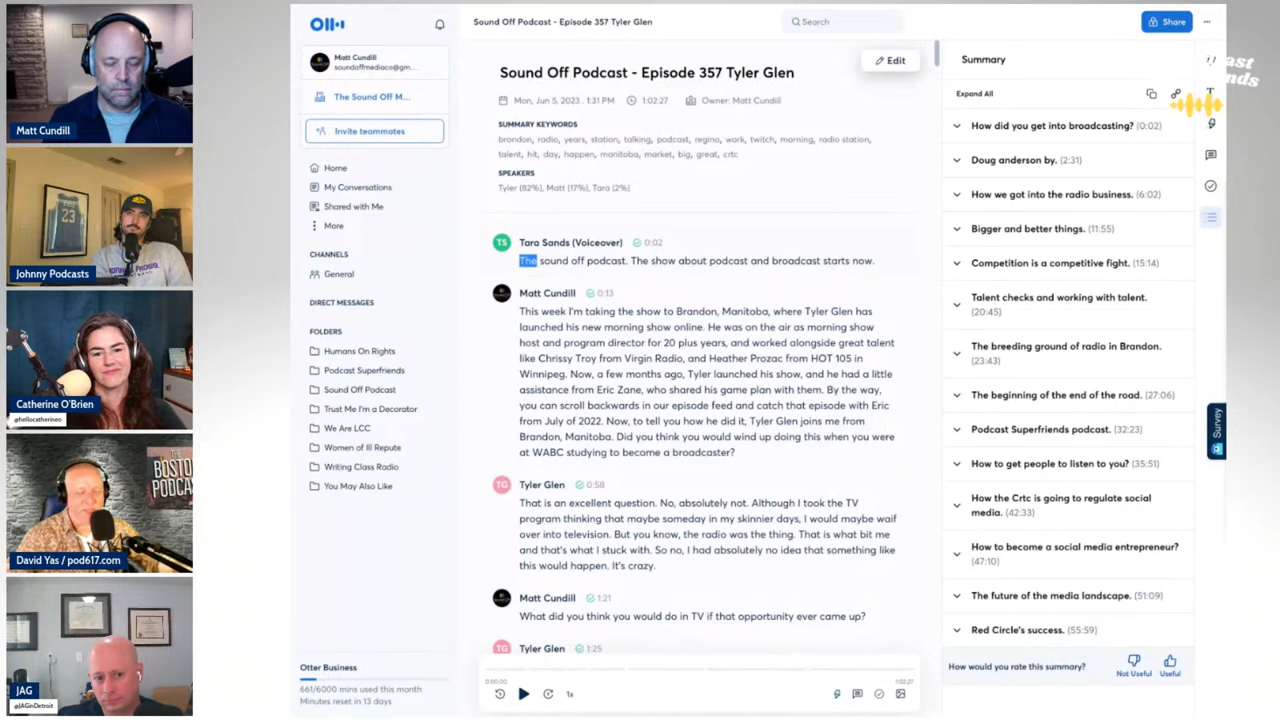 Matt Cundill
23
Johnny Podcasts
Catherine O'Brien
@hellocatherineo
THE
BOSTON
PODCAST
David Yas / pod617.com
JAG
@JAGinDetroit
Matt Cundill
soundoffmediaco@gm...
The Sound Off M...
Invite teammates
Home
My Conversations
Shared with Me
More
CHANNELS
General
DIRECT MESSAGES
FOLDERS
Humans On Rights
Podcast Superfriends
Sound Off Podcast
Trust Me I'm a Decorator
We Are LCC
Women of Ill Repute
Writing Class Radio
You May Also Like
Otter Business
661/6000 mins used this month
Minutes reset in 13 days
Sound Off Podcast - Episode 357 Tyler Glen
Search
Share
Edit
Sound Off Podcast - Episode 357 Tyler Glen
Mon, Jun 5, 2023 · 1:31 PM
1:02:27
Owner: Matt Cundill
SUMMARY KEYWORDS
brandon, radio, years, station, talking, podcast, regina, work, twitch, morning, radio station,
talent, hit, day, happen, manitoba, market, big, great, crtc
SPEAKERS
Tyler (82%), Matt (17%), Tara (2%)
TS
Tara Sands (Voiceover)
0:02
The sound off podcast. The show about podcast and broadcast starts now.
Matt Cundill
0:13
This week I'm taking the show to Brandon, Manitoba, where Tyler Glen has
launched his new morning show online. He was on the air as morning show
host and program director for 20 plus years, and worked alongside great talent
like Chrissy Troy from Virgin Radio, and Heather Prozac from HOT 105 in
Winnipeg. Now, a few months ago, Tyler launched his show, and he had a little
assistance from Eric Zane, who shared his game plan with them. By the way,
you can scroll backwards in our episode feed and catch that episode with Eric
from July of 2022. Now, to tell you how he did it, Tyler Glen joins me from
Brandon, Manitoba. Did you think you would wind up doing this when you were
at WABC studying to become a broadcaster?
TG
Tyler Glen
0:58
That is an excellent question. No, absolutely not. Although I took the TV
program thinking that maybe someday in my skinnier days, I would maybe waif
over into television. But you know, the radio was the thing. That is what bit me
and that's what I stuck with. So no, I had absolutely no idea that something like
this would happen. It's crazy.
Matt Cundill
1:21
What did you think you would do in TV if that opportunity ever came up?
TG
Tyler Glen
1:25
0:00:00
1:02:27
1x
Summary
Expand All
How did you get into broadcasting? (0:02)
Doug anderson by. (2:31)
How we got into the radio business. (6:02)
Bigger and better things. (11:55)
Competition is a competitive fight. (15:14)
Talent checks and working with talent.
(20:45)
The breeding ground of radio in Brandon.
(23:43)
The beginning of the end of the road. (27:06)
Podcast Superfriends podcast. (32:23)
How to get people to listen to you? (35:51)
How the Crtc is going to regulate social
media. (42:33)
How to become a social media entrepreneur?
(47:10)
The future of the media landscape. (51:09)
Red Circle's success. (55:59)
How would you rate this summary?
Not Useful
Useful
Survey